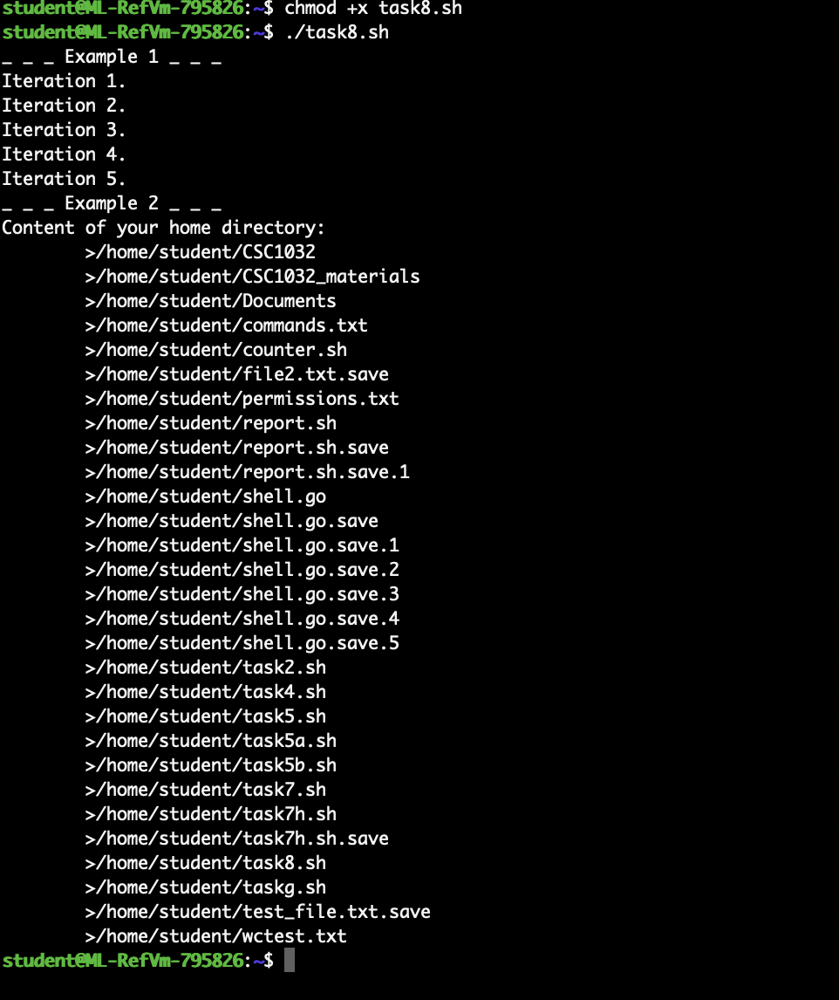 student@ML-RefVm-795826:~$ chmod +x task8.sh
student@ML-RefVm-795826:~$ ./task8.sh
_ _ _ Example 1 _ _ _
Iteration 1.
Iteration 2.
Iteration 3.
Iteration 4.
Iteration 5.
_ _ _ Example 2 _ _ _
Content of your home directory:
        >/home/student/CSC1032
        >/home/student/CSC1032_materials
        >/home/student/Documents
        >/home/student/commands.txt
        >/home/student/counter.sh
        >/home/student/file2.txt.save
        >/home/student/permissions.txt
        >/home/student/report.sh
        >/home/student/report.sh.save
        >/home/student/report.sh.save.1
        >/home/student/shell.go
        >/home/student/shell.go.save
        >/home/student/shell.go.save.1
        >/home/student/shell.go.save.2
        >/home/student/shell.go.save.3
        >/home/student/shell.go.save.4
        >/home/student/shell.go.save.5
        >/home/student/task2.sh
        >/home/student/task4.sh
        >/home/student/task5.sh
        >/home/student/task5a.sh
        >/home/student/task5b.sh
        >/home/student/task7.sh
        >/home/student/task7h.sh
        >/home/student/task7h.sh.save
        >/home/student/task8.sh
        >/home/student/taskg.sh
        >/home/student/test_file.txt.save
        >/home/student/wctest.txt
student@ML-RefVm-795826:~$